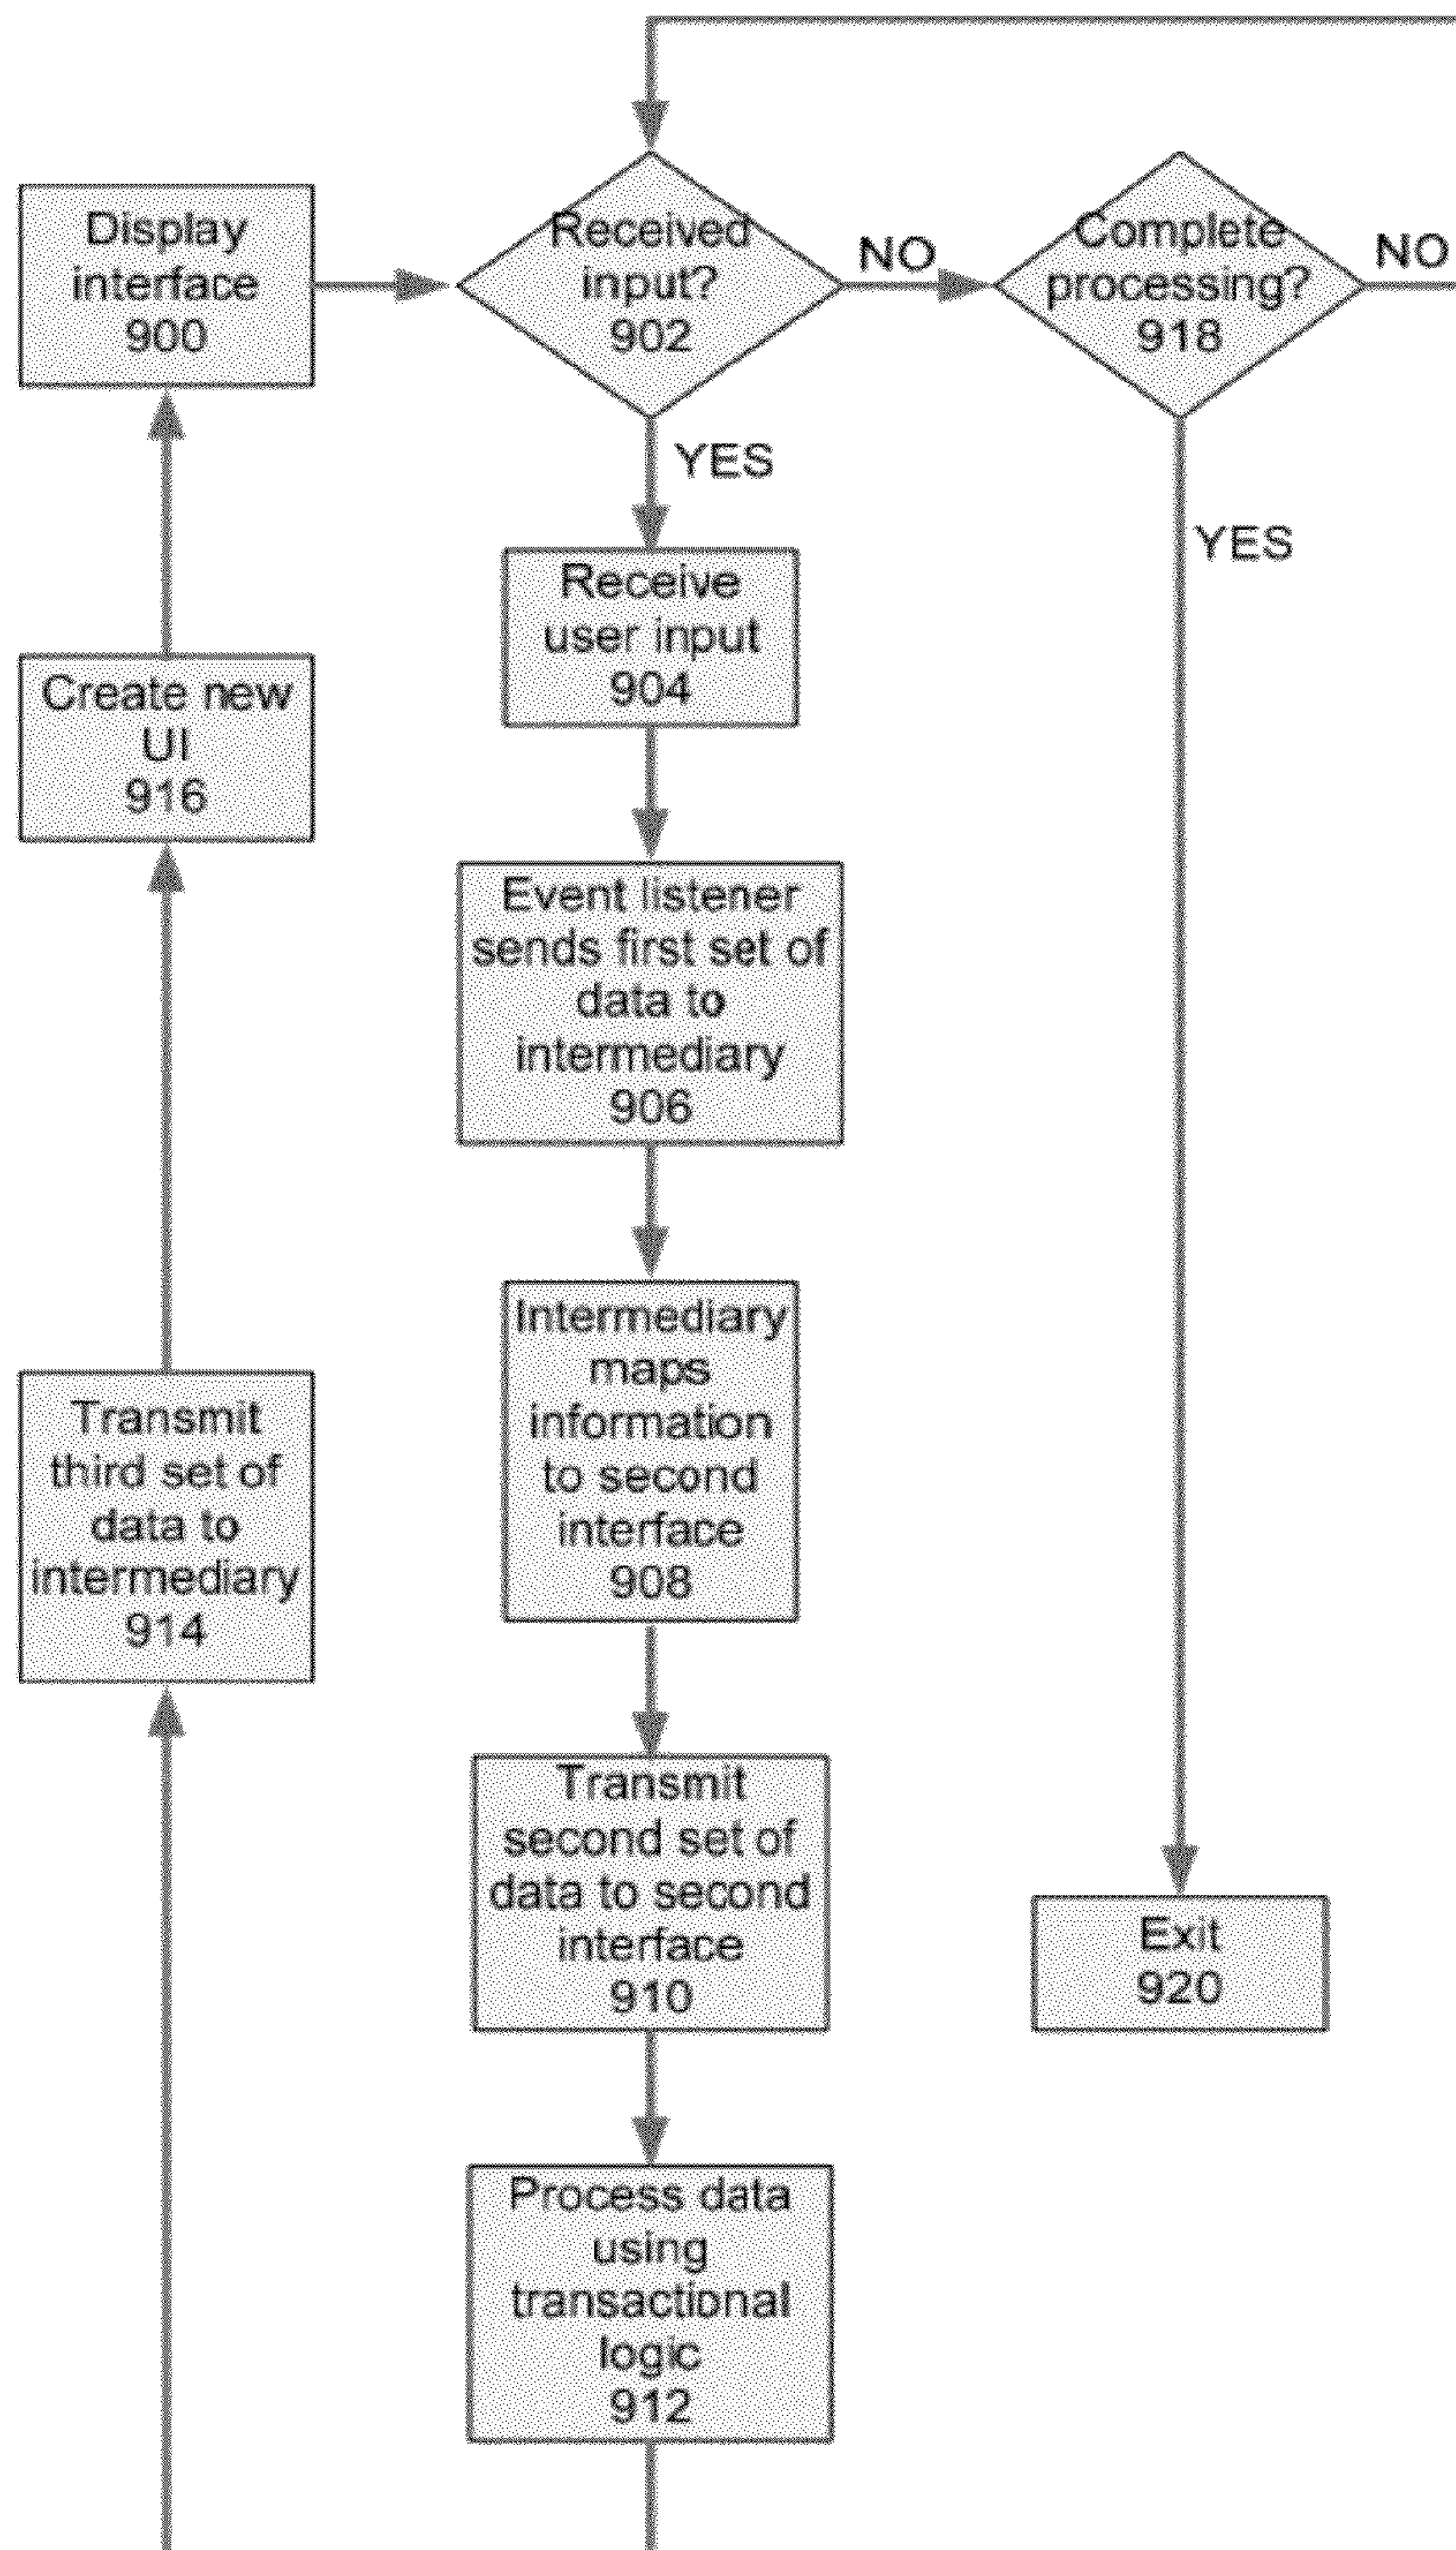 Display
interface
900
Received
input?
902
NO
Complete
processing?
918
NO
YES
YES
Receive
user input
904
Create new
UI
916
Event listener
sends first set of
data to
intermediary
906
Intermediary
maps
information
to second
interface
908
Transmit
third set of
data to
intermediary
914
Transmit
second set of
data to second
interface
910
Exit
920
Process data
using
transactional
logic
912